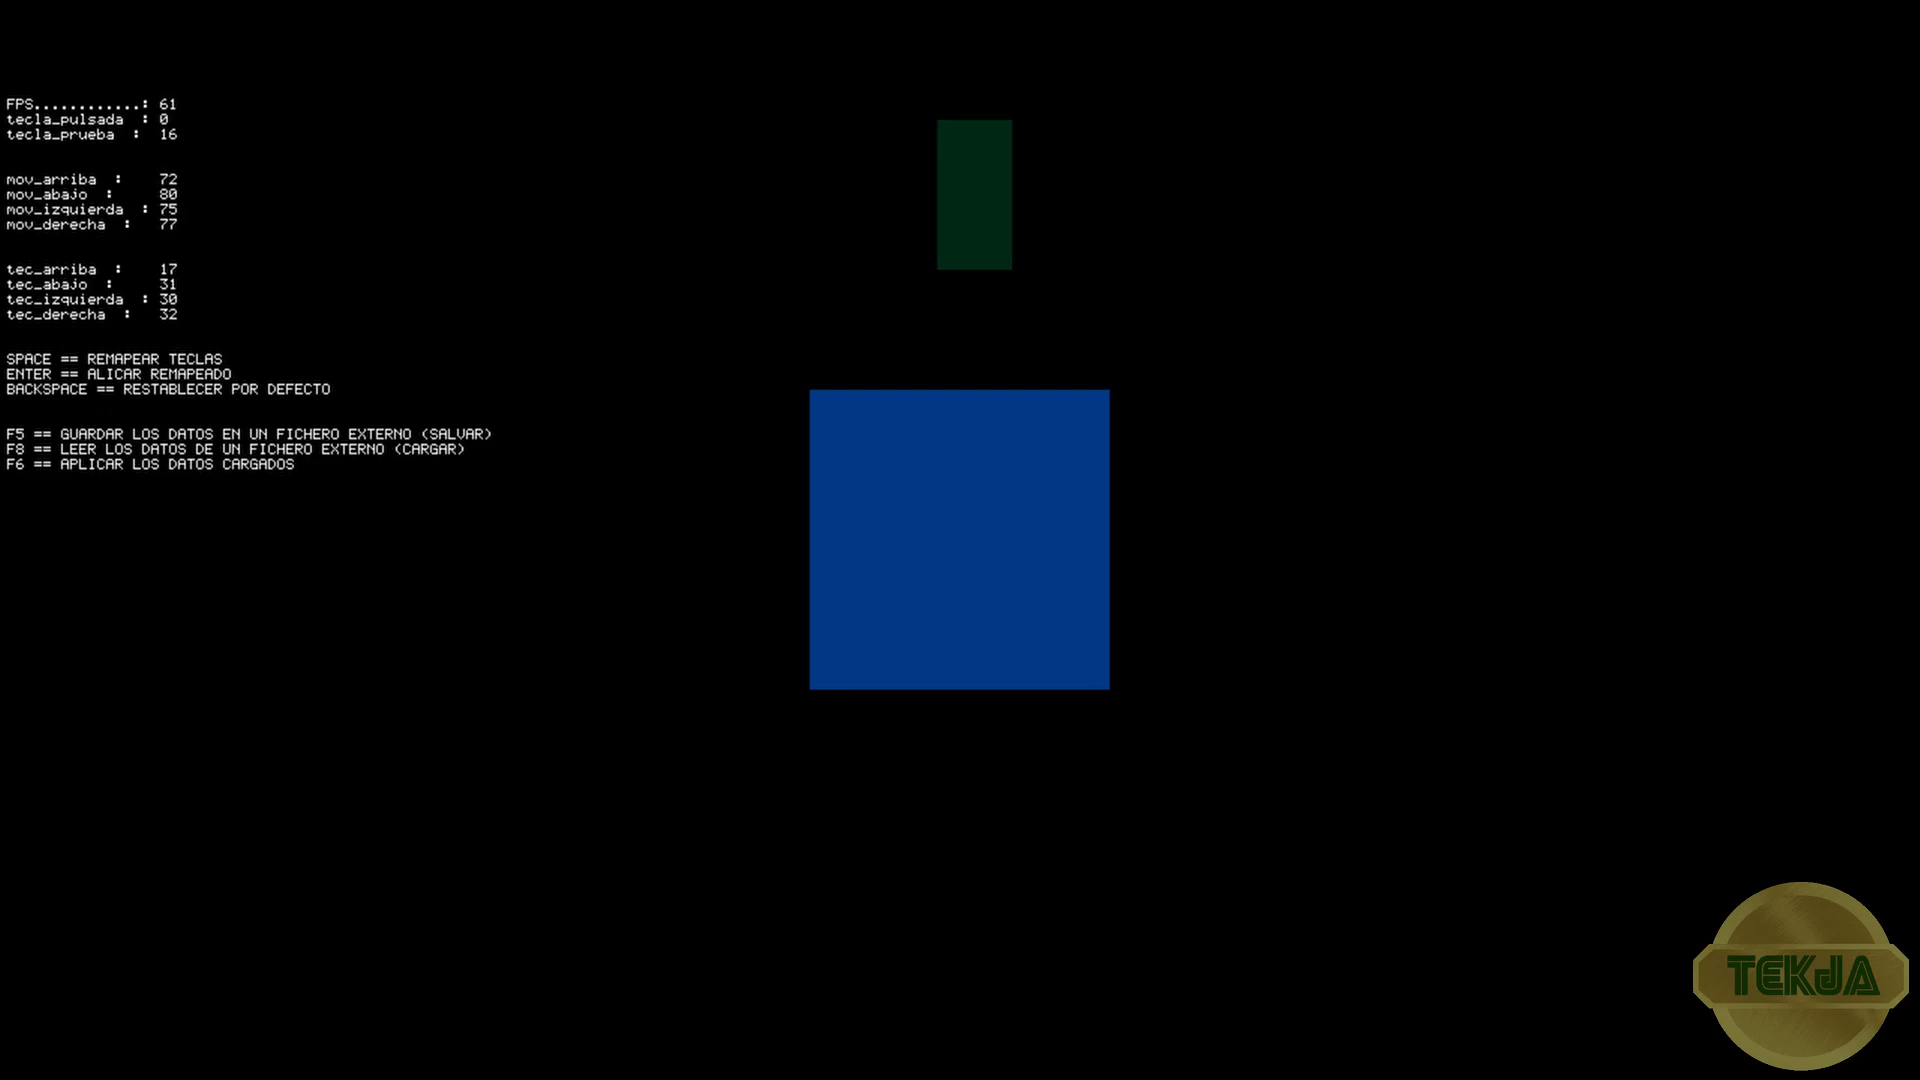 FPS............: 61
tecla_pulsada : 0
tecla_prueba : 16
mov_arriba : 72
mov_abajo : 80
mov_izquierda : 75
mov_derecha : 77
tec_arriba : 17
tec_abajo : 31
tec_izquierda : 30
tec_derecha : 32
SPACE == REMAPEAR TECLAS
ENTER == ALICAR REMAPEADO
BACKSPACE == RESTABLECER POR DEFECTO
F5 == GUARDAR LOS DATOS EN UN FICHERO EXTERNO (SALVAR)
F8 == LEER LOS DATOS DE UN FICHERO EXTERNO (CARGAR)
F6 == APLICAR LOS DATOS CARGADOS
TEKJA